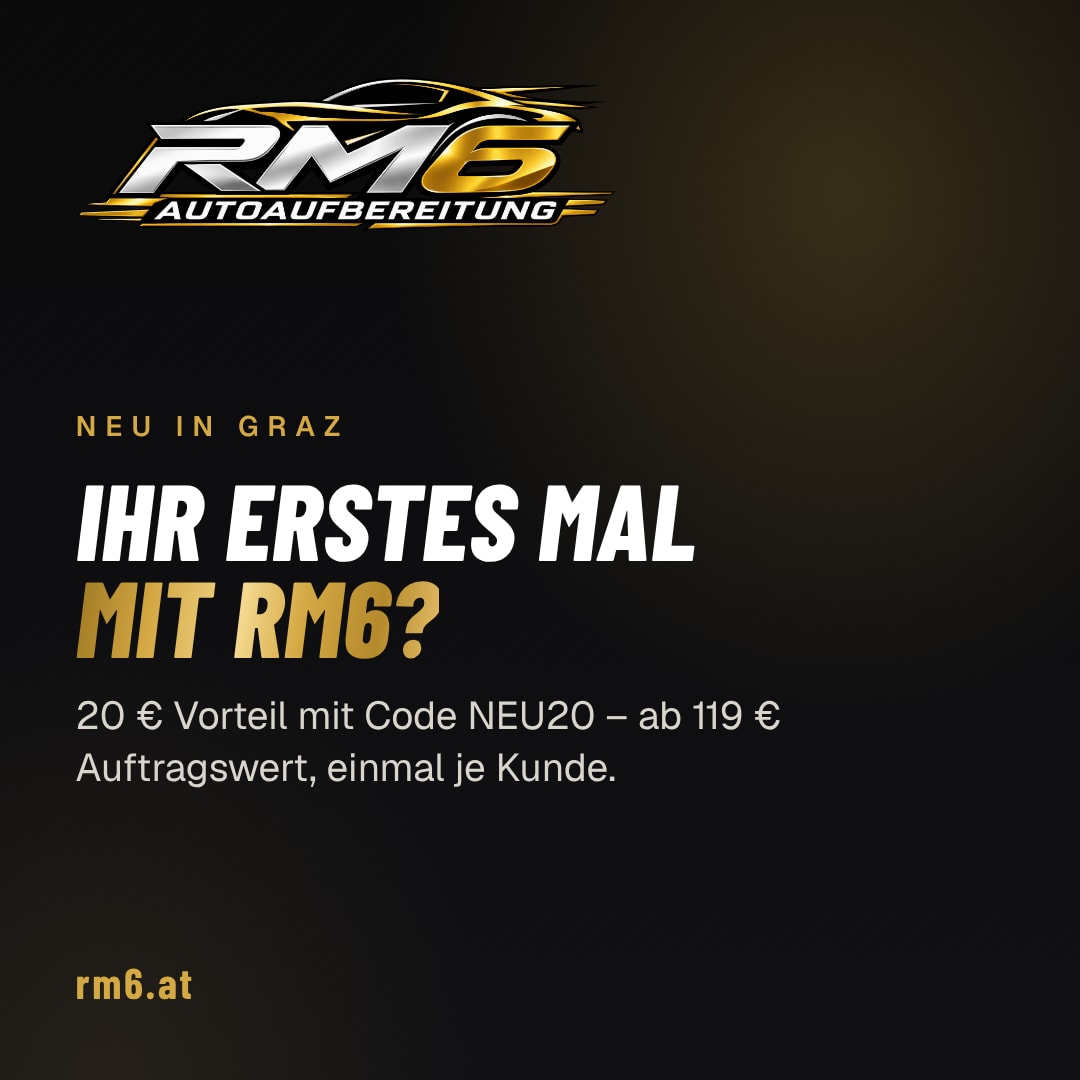 RM6
AUTOAUFBEREITUNG
NEU IN GRAZ
IHR ERSTES MAL
MIT RM6?
20 € Vorteil mit Code NEU20 – ab 119 €
Auftragswert, einmal je Kunde.
rm6.at